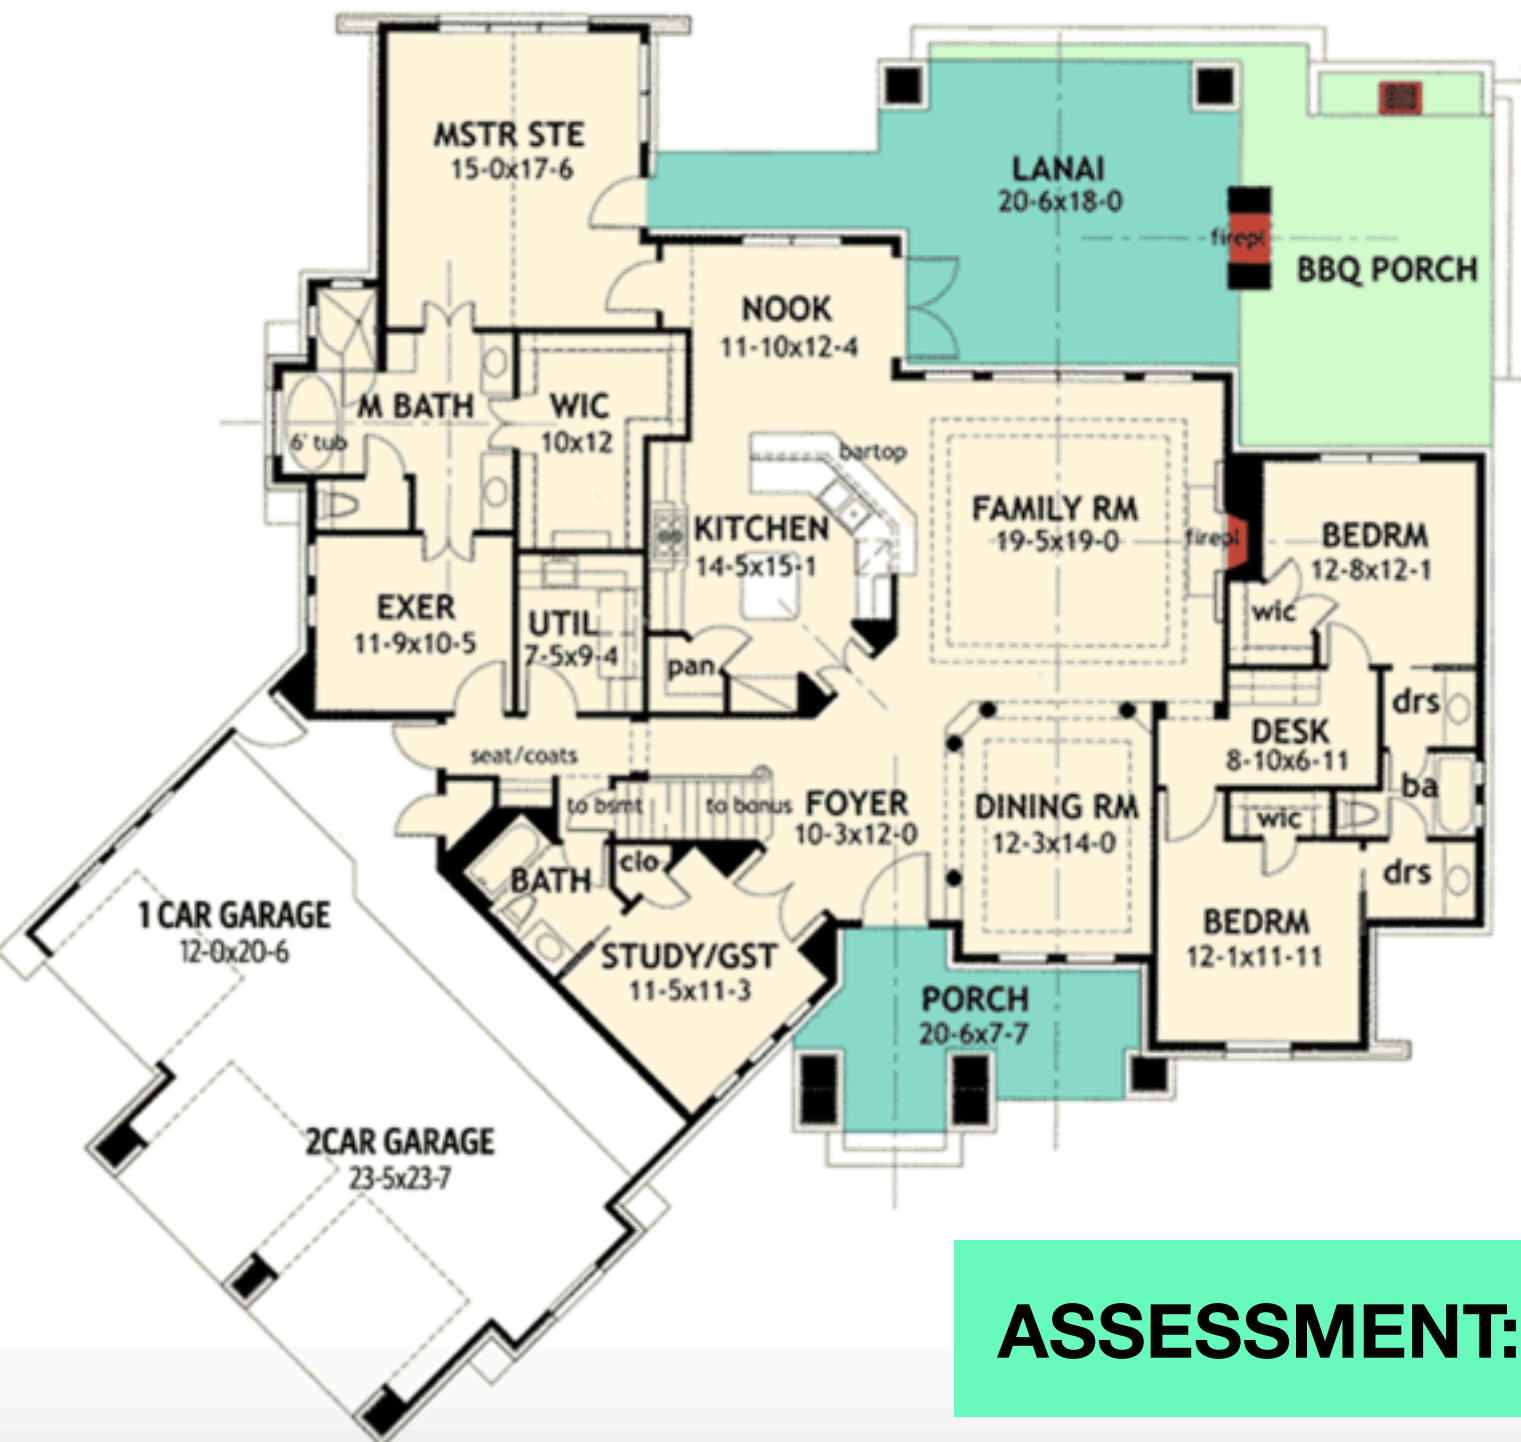 MSTR STE
15-0x17-6
LANAI
20-6x18-0
firepl
BBQ PORCH
NOOK
11-10x12-4
M BATH
6' tub
WIC
10x12
bartop
KITCHEN
14-5x15-1
FAMILY RM
19-5x19-0
firepl
BEDRM
12-8x12-1
wic
EXER
11-9x10-5
UTIL
7-5x9-4
pan
drs
DESK
8-10x6-11
seat/coats
to bsmt
to bonus
FOYER
10-3x12-0
DINING RM
12-3x14-0
ba
wic
clo
BATH
drs
1 CAR GARAGE
12-0x20-6
STUDY/GST
11-5x11-3
BEDRM
12-1x11-11
PORCH
20-6x7-7
2CAR GARAGE
23-5x23-7
ASSESSMENT: